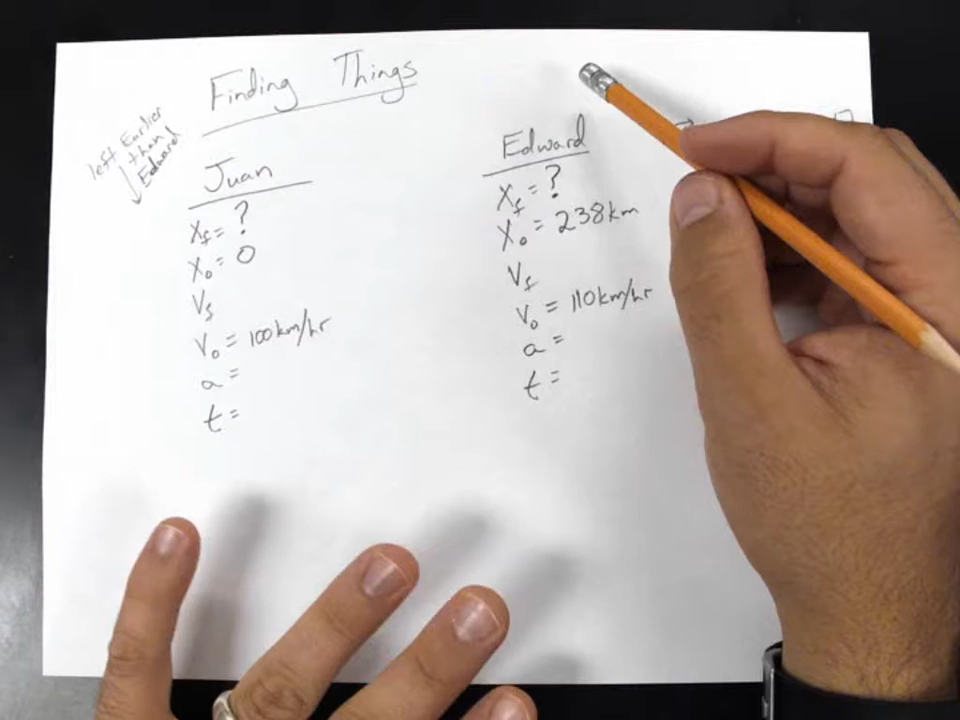 Finding Things
left Earlier
than
Edward
Juan
Xf = ?
X₀ = 0
Vf
V₀ = 100km/hr
a =
t =
Edward
Xf = ?
X₀ = 238km
Vf
V₀ = 110km/hr
a =
t =